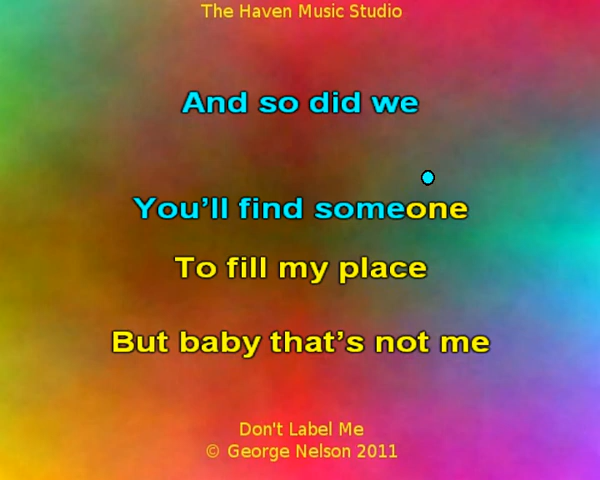 The Haven Music Studio
And so did we
You’ll find someone
To fill my place
But baby that’s not me
Don't Label Me
© George Nelson 2011